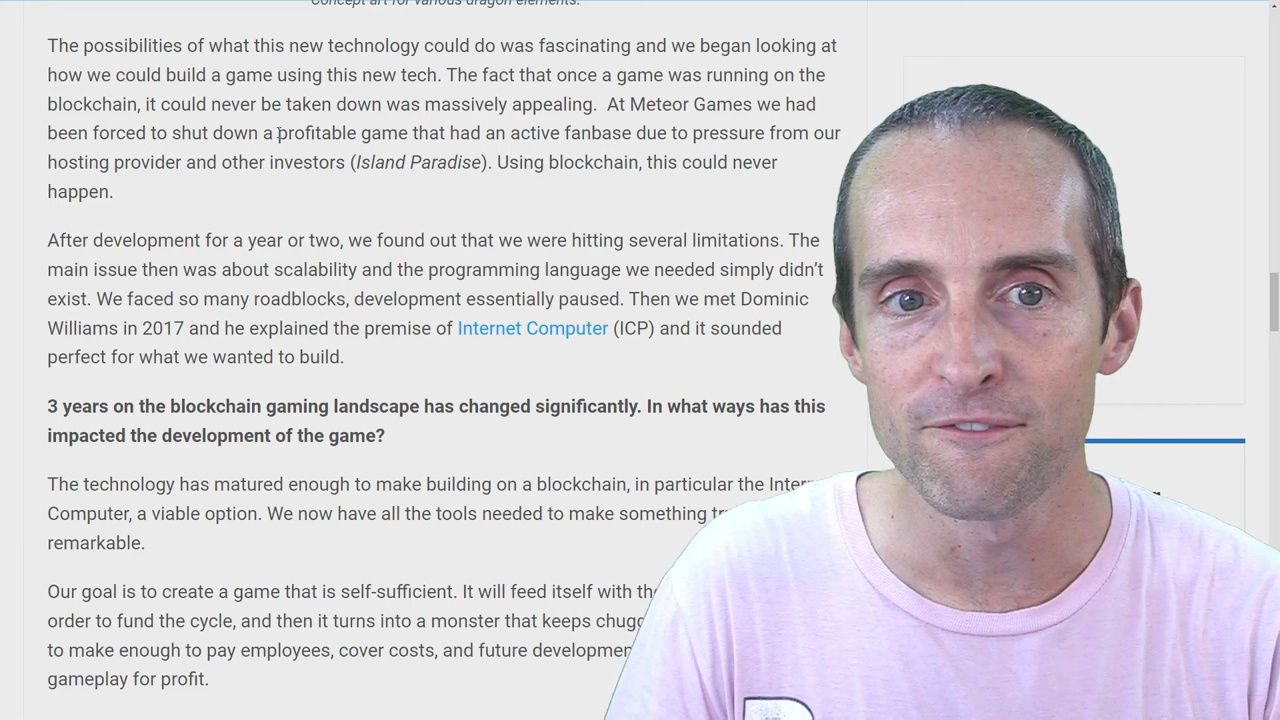 Concept art for various dragon elements.
The possibilities of what this new technology could do was fascinating and we began looking at
how we could build a game using this new tech. The fact that once a game was running on the
blockchain, it could never be taken down was massively appealing.  At Meteor Games we had
been forced to shut down a profitable game that had an active fanbase due to pressure from our
hosting provider and other investors (Island Paradise). Using blockchain, this could never
happen.
After development for a year or two, we found out that we were hitting several limitations. The
main issue then was about scalability and the programming language we needed simply didn’t
exist. We faced so many roadblocks, development essentially paused. Then we met Dominic
Williams in 2017 and he explained the premise of Internet Computer (ICP) and it sounded
perfect for what we wanted to build.
3 years on the blockchain gaming landscape has changed significantly. In what ways has this
impacted the development of the game?
The technology has matured enough to make building on a blockchain, in particular the
Computer, a viable option. We now have all the tools needed to make something
remarkable.
Our goal is to create a game that is self-sufficient. It will feed itself with
order to fund the cycle, and then it turns into a monster that keeps
to make enough to pay employees, cover costs, and future
gameplay for profit.